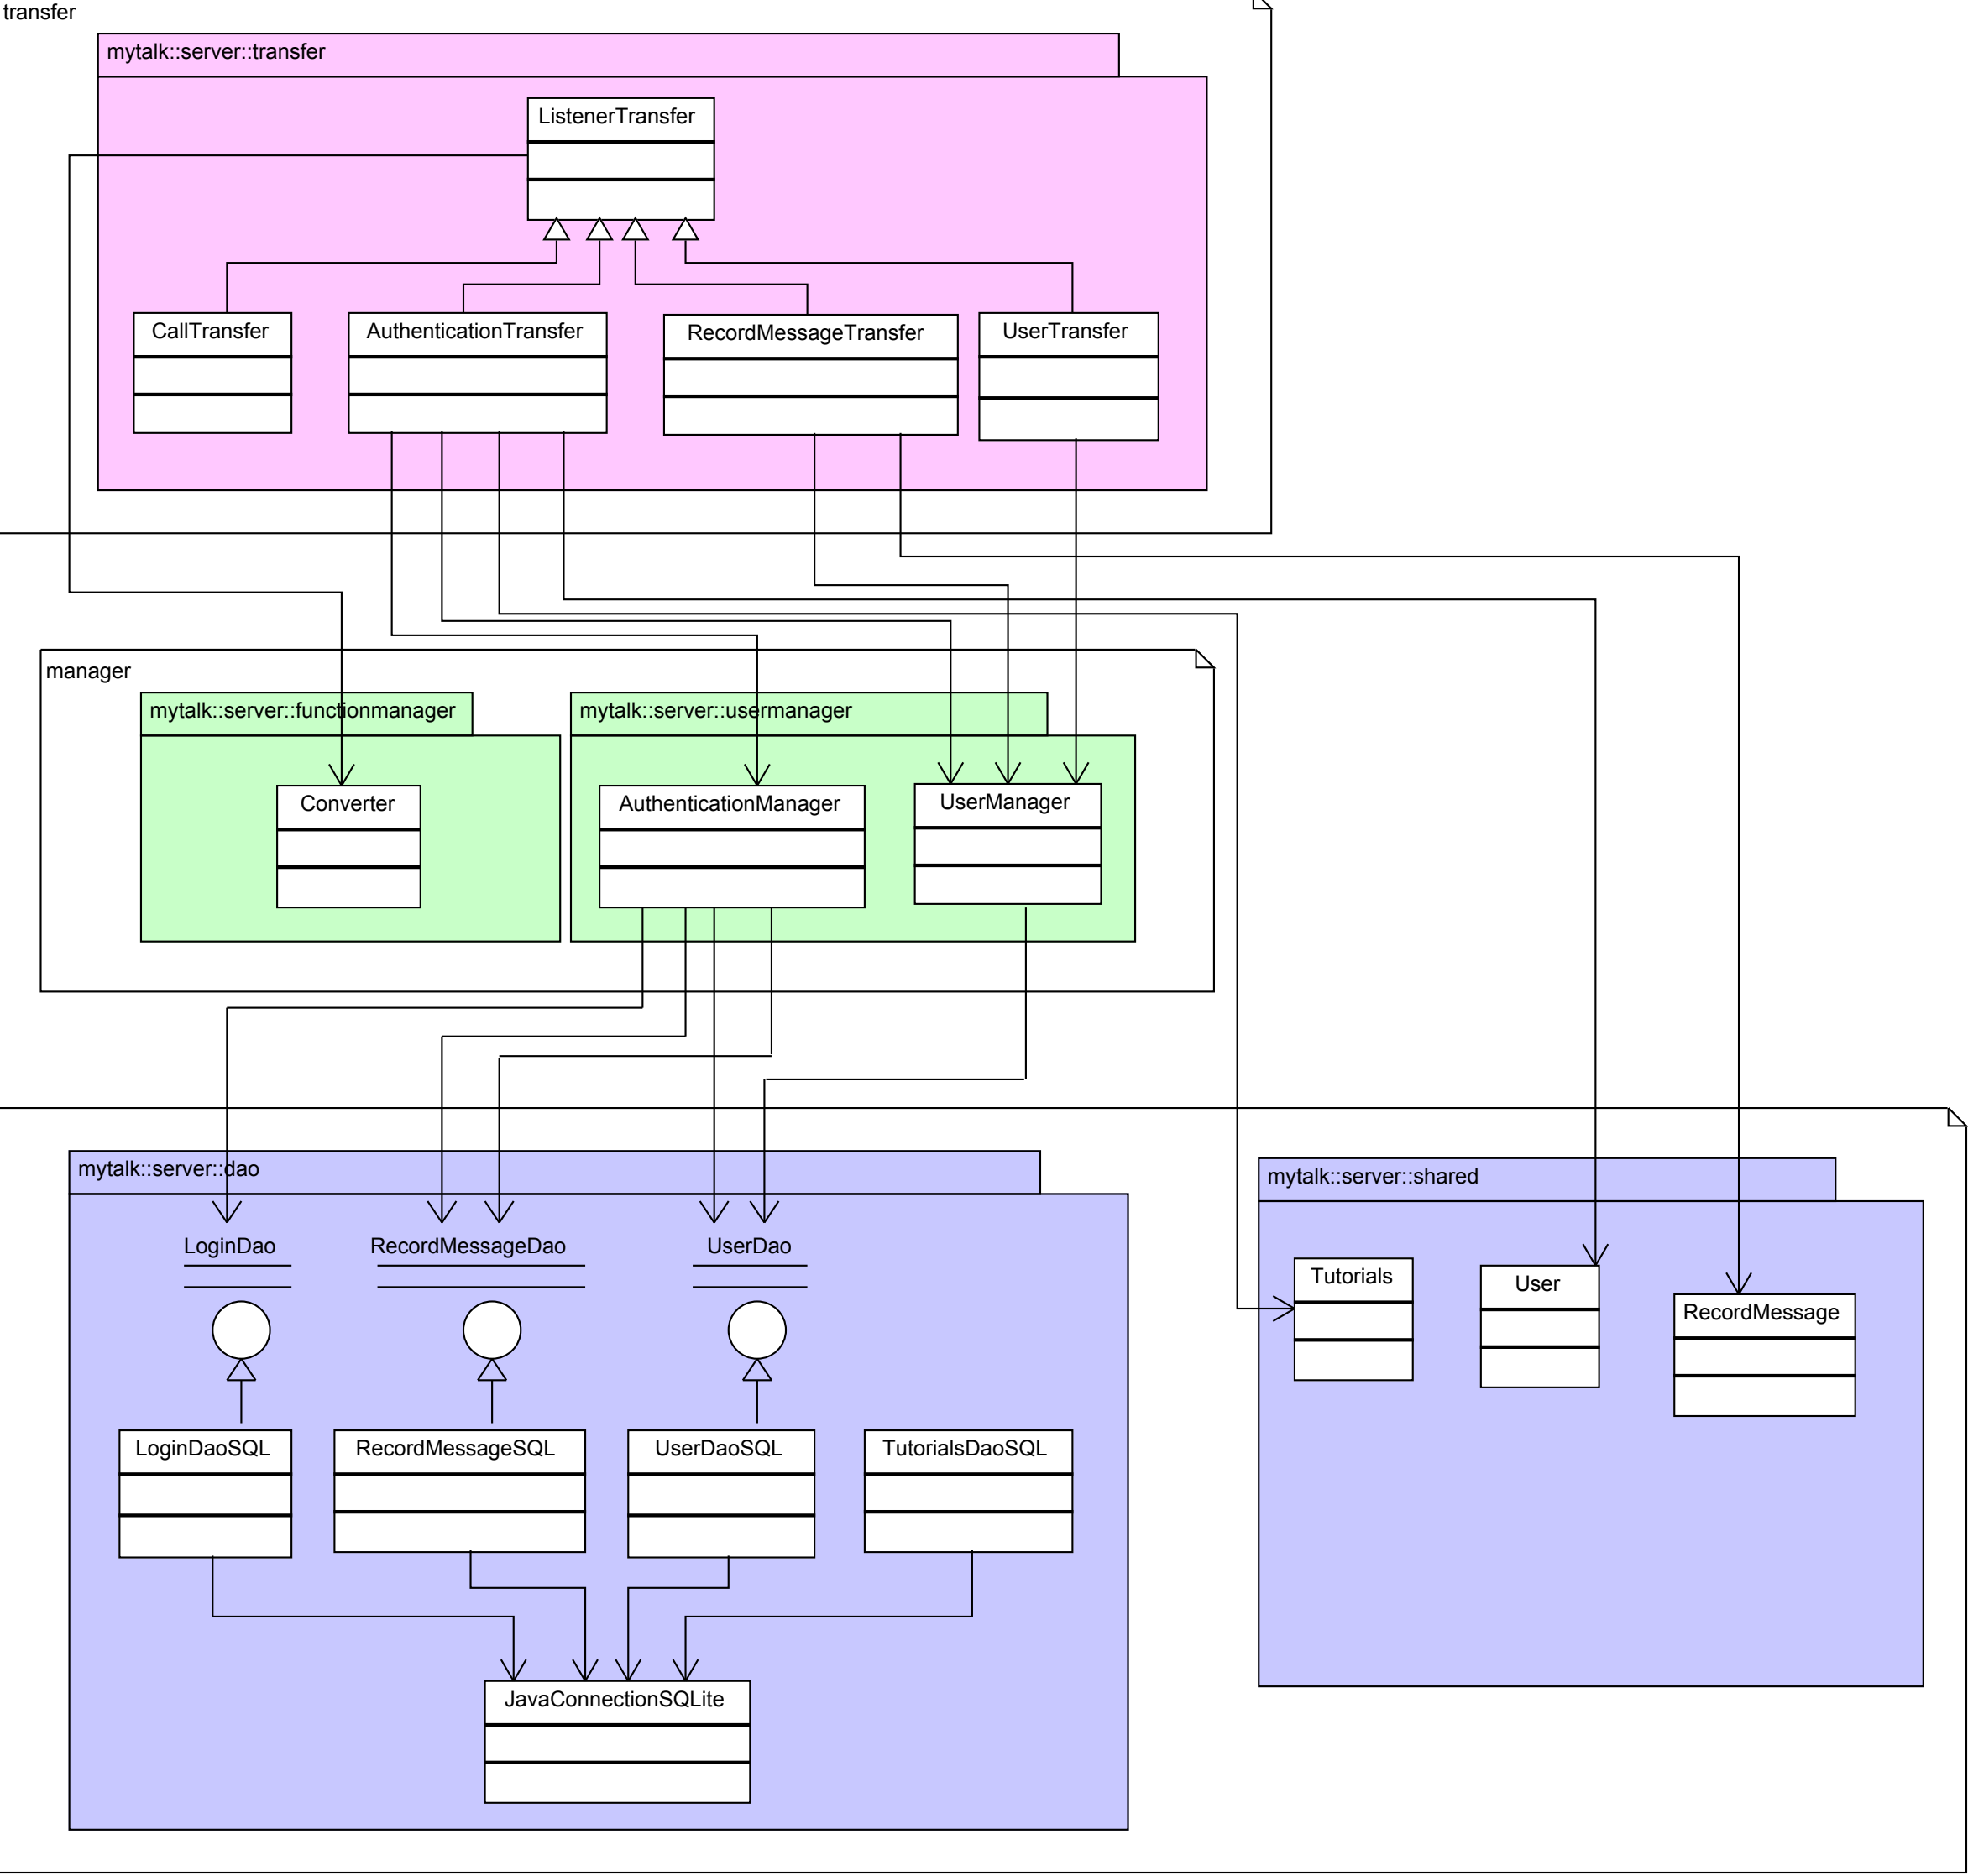 transfer
mytalk::server::transfer
ListenerTransfer
CallTransfer
AuthenticationTransfer
RecordMessageTransfer
UserTransfer
manager
mytalk::server::functionmanager
mytalk::server::usermanager
Converter
AuthenticationManager
UserManager
mytalk::server::dao
mytalk::server::shared
LoginDao
RecordMessageDao
UserDao
Tutorials
User
RecordMessage
LoginDaoSQL
RecordMessageSQL
UserDaoSQL
TutorialsDaoSQL
JavaConnectionSQLite